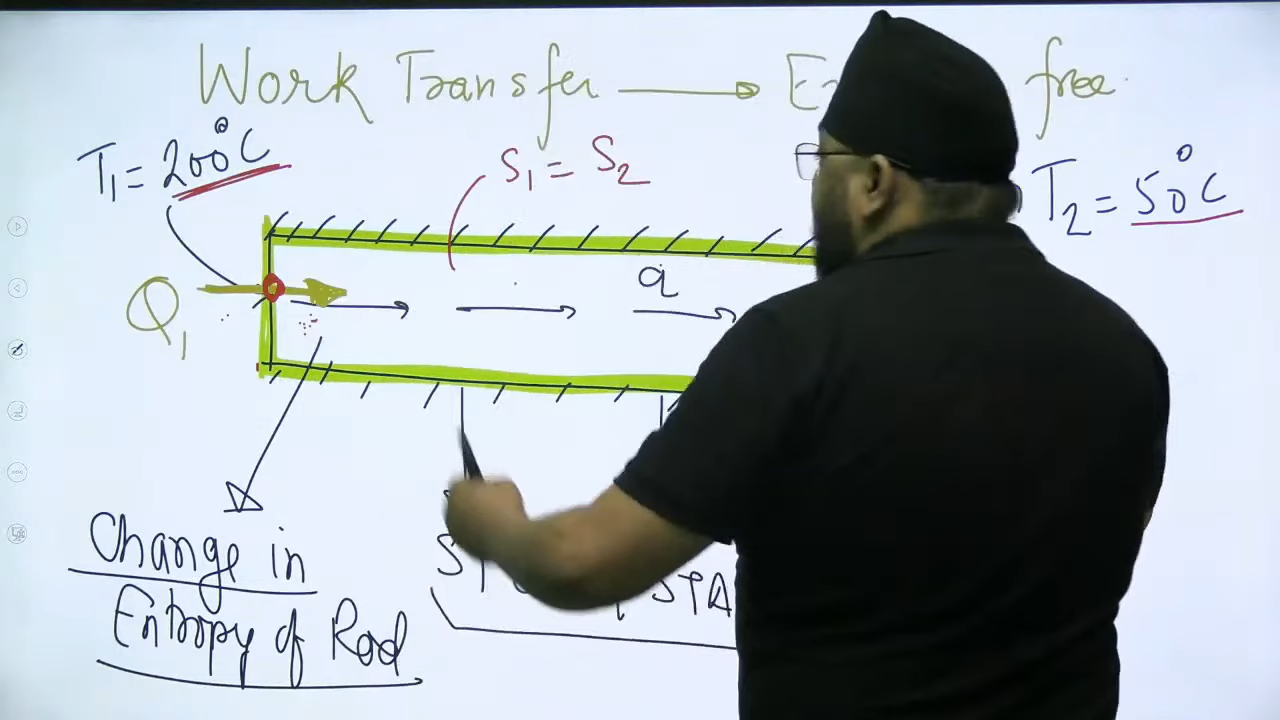 Work Transfer → free
T₁ = 200°C
S₁ = S₂
T₂ = 50°C
q
Q₁
Change in
Entropy of Rod